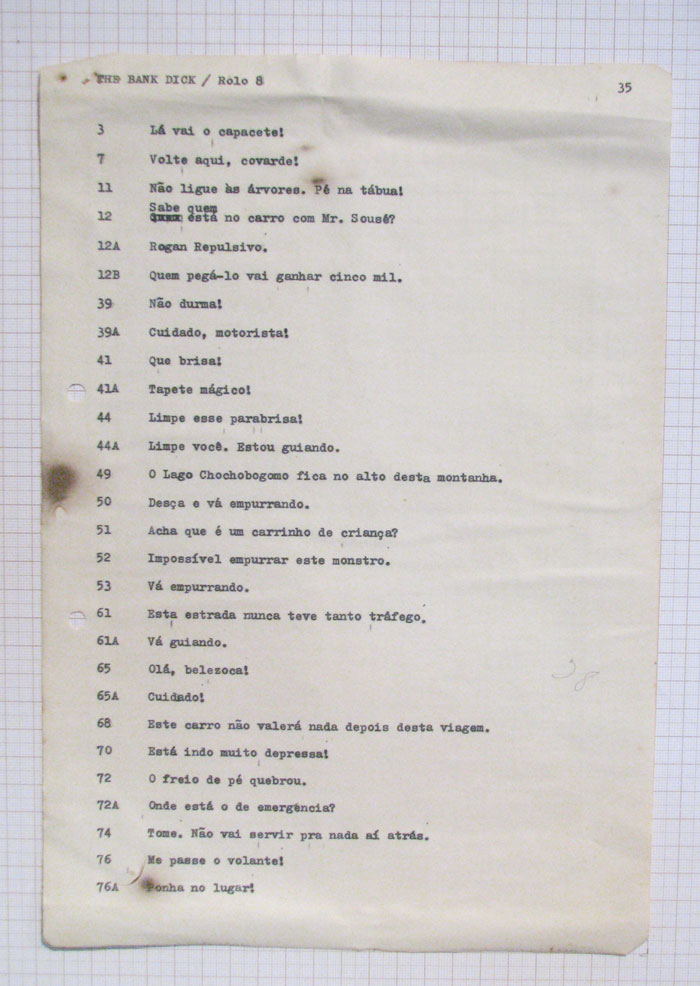 THE BANK DICK / Rolo 8
35
3 Lá vai o capacete!
7 Volte aqui, covarde!
11 Não ligue às árvores. Pé na tábua!
Sabe quem
12 está no carro com Mr. Sousé?
12A Rogan Repulsivo.
12B Quem pegá-lo vai ganhar cinco mil.
39 Não durma!
39A Cuidado, motorista!
41 Que brisa!
41A Tapete mágico!
44 Limpe esse parabrisa!
44A Limpe você. Estou guiando.
49 O Lago Chochobogomo fica no alto desta montanha.
50 Desça e vá empurrando.
51 Acha que é um carrinho de criança?
52 Impossível empurrar este monstro.
53 Vá empurrando.
61 Esta estrada nunca teve tanto tráfego.
61A Vá guiando.
65 Olá, belezoca!
65A Cuidado!
68 Este carro não valerá nada depois desta viagem.
70 Está indo muito depressa!
72 O freio de pé quebrou.
72A Onde está o de emergência?
74 Tome. Não vai servir pra nada aí atrás.
76 Me passe o volante!
76A Ponha no lugar!